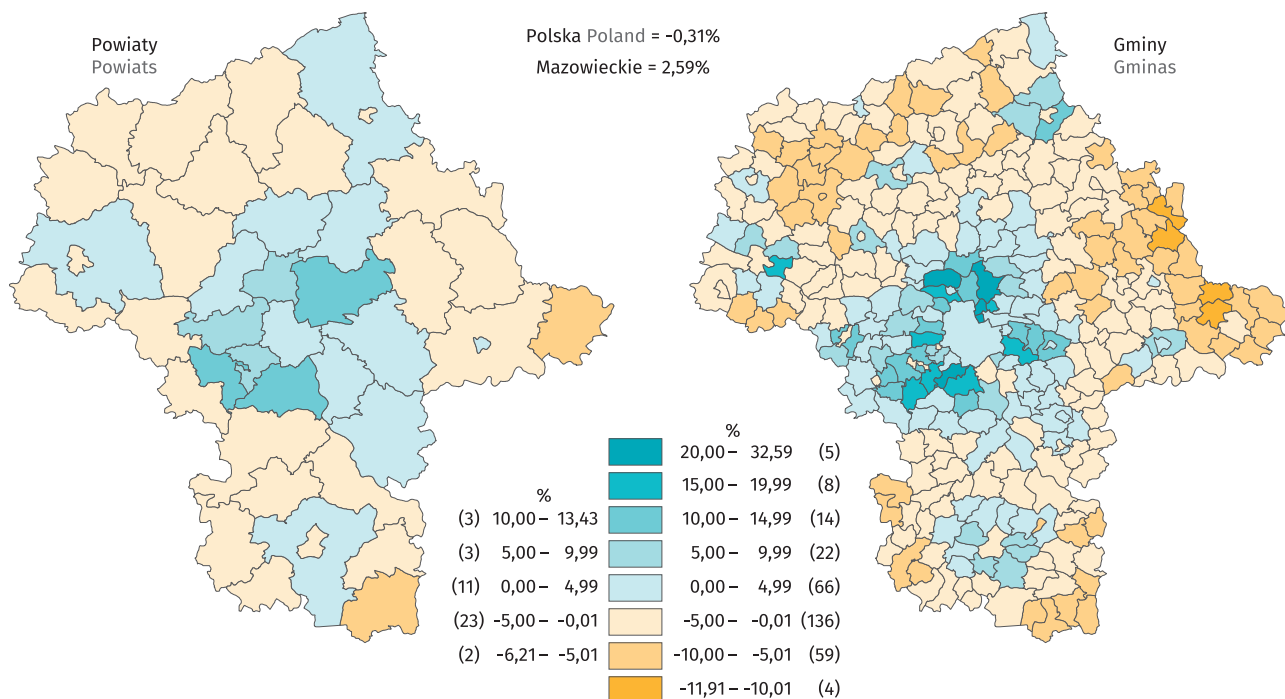 Powiaty
Powiats
Polska Poland = -0,31%
Mazowieckie = 2,59%
Gminy
Gminas
%
20,00 – 32,59 (5)
15,00 – 19,99 (8)
%
(3) 10,00 – 13,43 10,00 – 14,99 (14)
(3) 5,00 – 9,99 5,00 – 9,99 (22)
(11) 0,00 – 4,99 0,00 – 4,99 (66)
(23) -5,00 – -0,01 -5,00 – -0,01 (136)
(2) -6,21 – -5,01 -10,00 – -5,01 (59)
-11,91 – -10,01 (4)